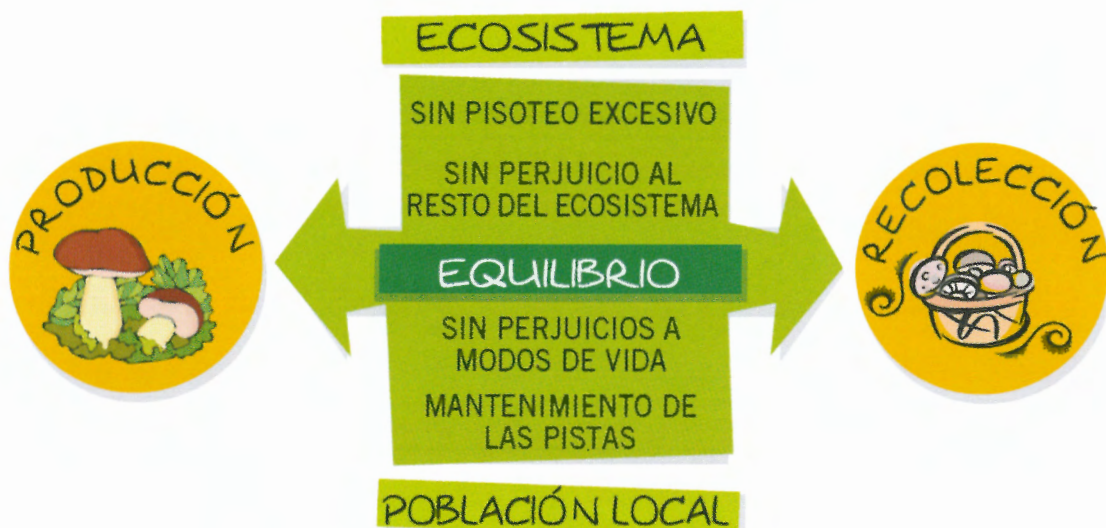 ECOSISTEMA
SIN PISOTEO EXCESIVO
SIN PERJUICIO AL
RESTO DEL ECOSISTEMA
PRODUCCIÓN
EQUILIBRIO
RECOLECCIÓN
SIN PERJUICIOS A
MODOS DE VIDA
MANTENIMIENTO DE
LAS PISTAS
POBLACIÓN LOCAL